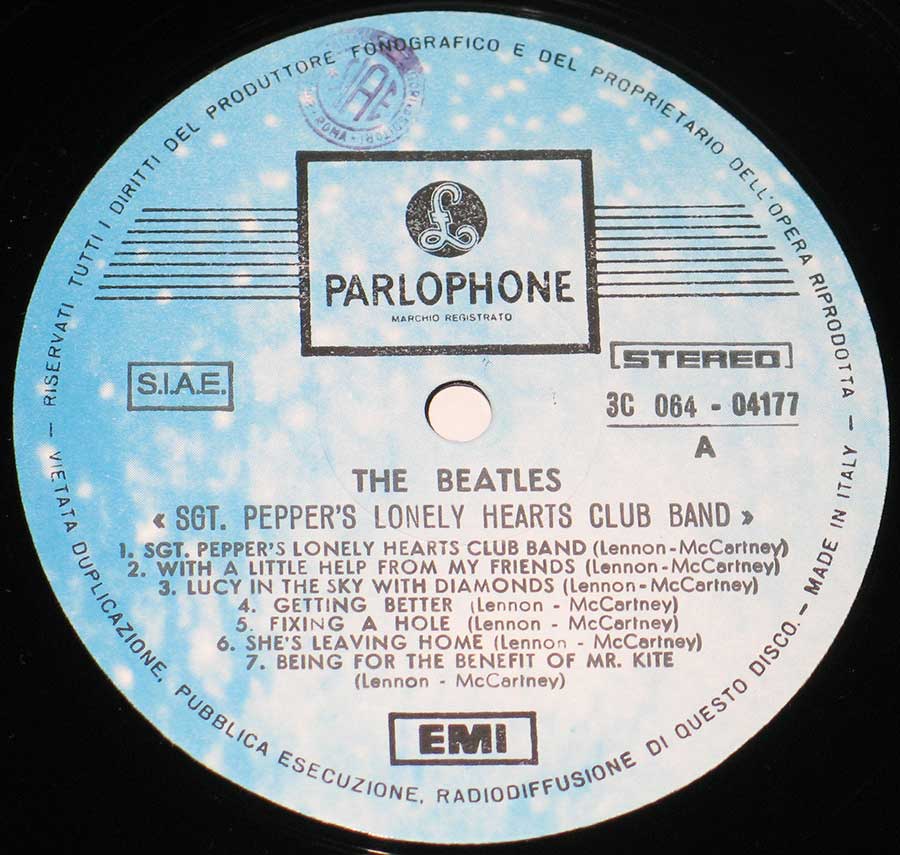 RISERVATI TUTTI I DIRITTI DEL PRODUTTORE FONOGRAFICO E DEL PROPRIETARIO DELL'OPERA RIPRODOTTA
— VIETATA DUPLICAZIONE, PUBBLICA ESECUZIONE, RADIODIFFUSIONE DI QUESTO DISCO. – MADE IN ITALY —
ROMA
£
PARLOPHONE
MARCHIO REGISTRATO
S.I.A.E.
STEREO
3C 064 - 04177
A
THE BEATLES
« SGT. PEPPER'S LONELY HEARTS CLUB BAND »
1. SGT. PEPPER'S LONELY HEARTS CLUB BAND (Lennon-McCartney)
2. WITH A LITTLE HELP FROM MY FRIENDS (Lennon-McCartney)
3. LUCY IN THE SKY WITH DIAMONDS (Lennon-McCartney)
4. GETTING BETTER (Lennon - McCartney)
5. FIXING A HOLE (Lennon - McCartney)
6. SHE'S LEAVING HOME (Lennon - McCartney)
7. BEING FOR THE BENEFIT OF MR. KITE
(Lennon - McCartney)
EMI